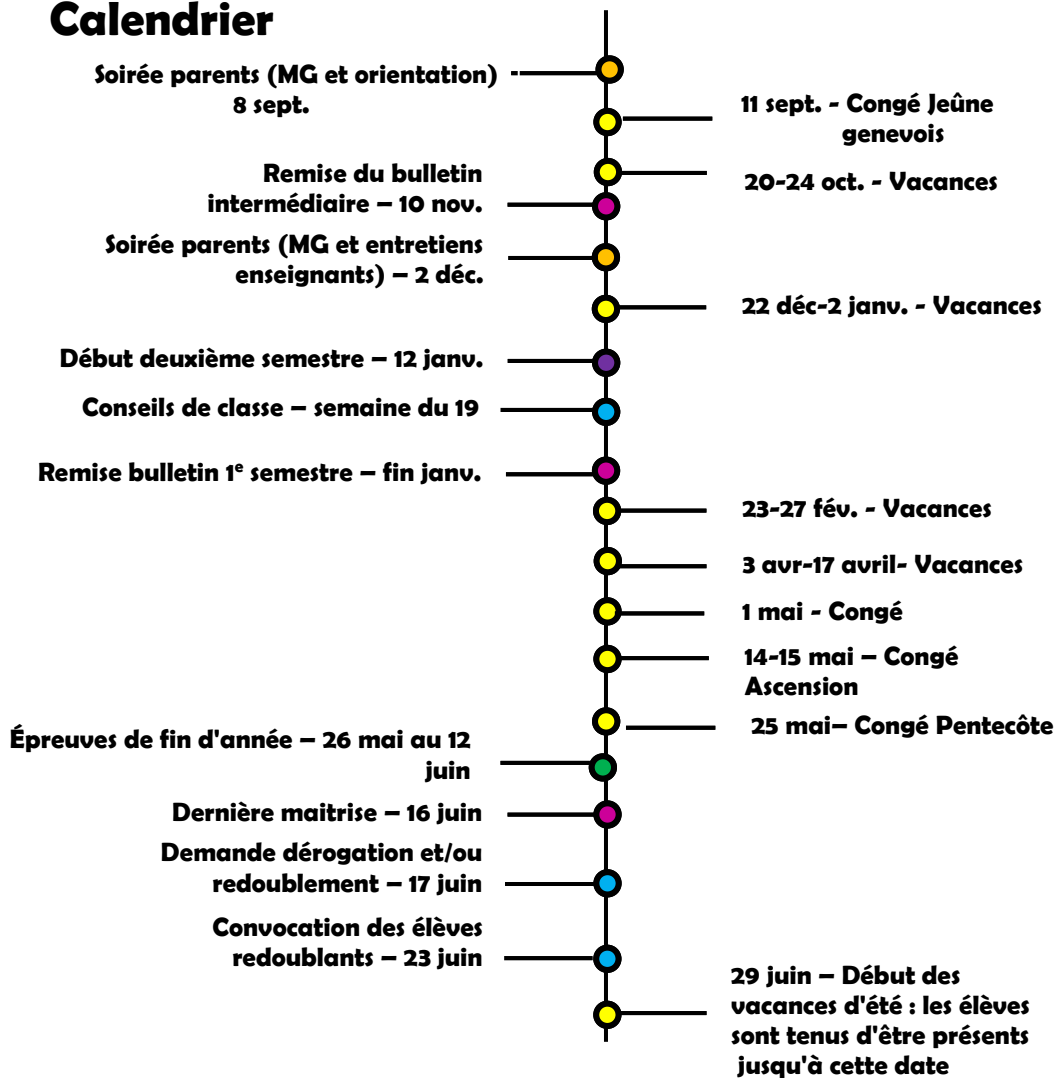 Calendrier
Soirée parents (MG et orientation)
8 sept.
11 sept. - Congé Jeûne
genevois
20-24 oct. - Vacances
Remise du bulletin
intermédiaire – 10 nov.
Soirée parents (MG et entretiens
enseignants) – 2 déc.
22 déc-2 janv. - Vacances
Début deuxième semestre – 12 janv.
Conseils de classe – semaine du 19
Remise bulletin 1e semestre – fin janv.
23-27 fév. - Vacances
3 avr-17 avril- Vacances
1 mai - Congé
14-15 mai – Congé
Ascension
25 mai– Congé Pentecôte
Épreuves de fin d'année – 26 mai au 12
juin
Dernière maitrise – 16 juin
Demande dérogation et/ou
redoublement – 17 juin
Convocation des élèves
redoublants – 23 juin
29 juin – Début des
vacances d'été : les élèves
sont tenus d'être présents
jusqu'à cette date